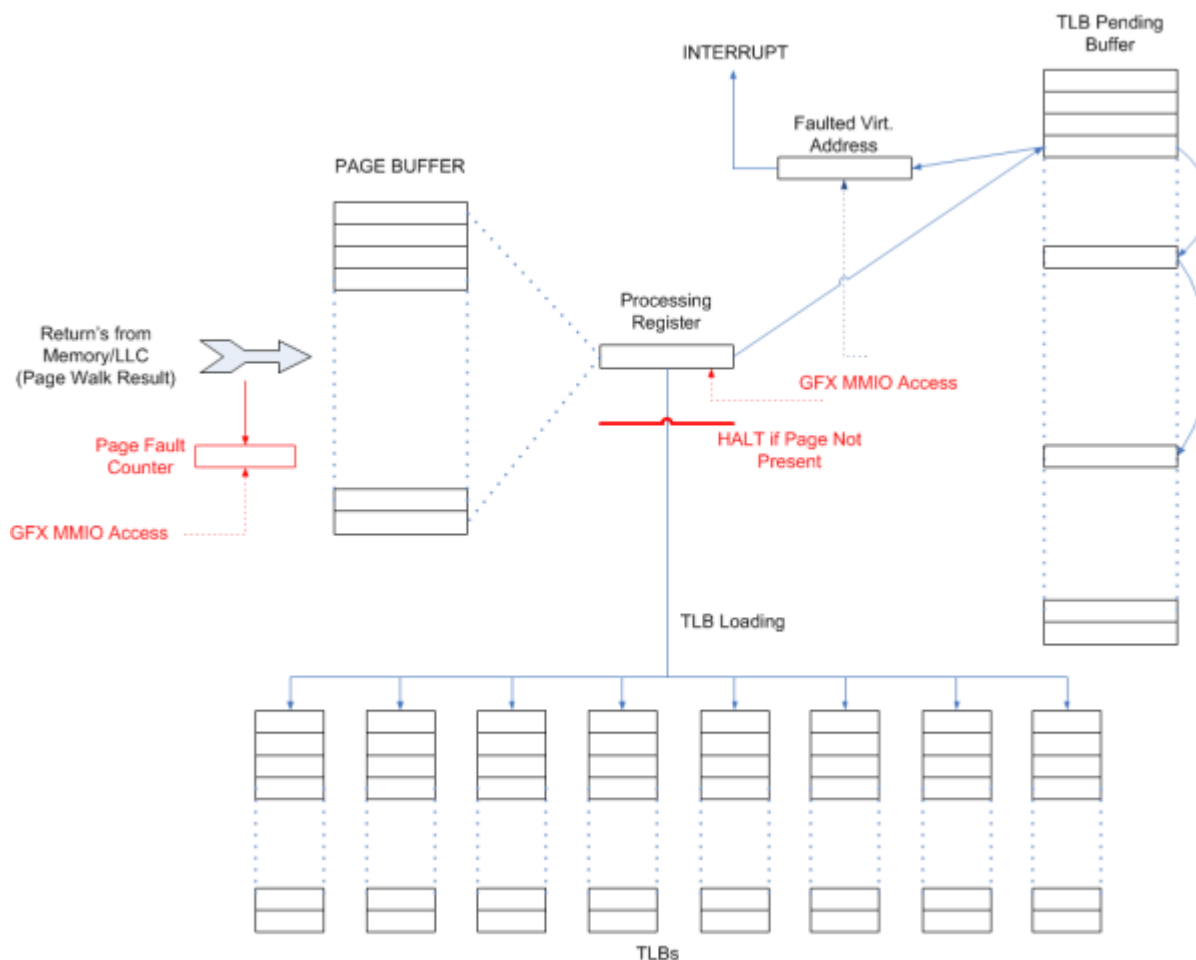 TLB Pending
Buffer
INTERRUPT
Faulted Virt.
Address
PAGE BUFFER
Processing
Register
Return's from
Memory/LLC
(Page Walk Result)
GFX MMIO Access
Page Fault
Counter
HALT if Page Not
Present
GFX MMIO Access
TLB Loading
TLBs